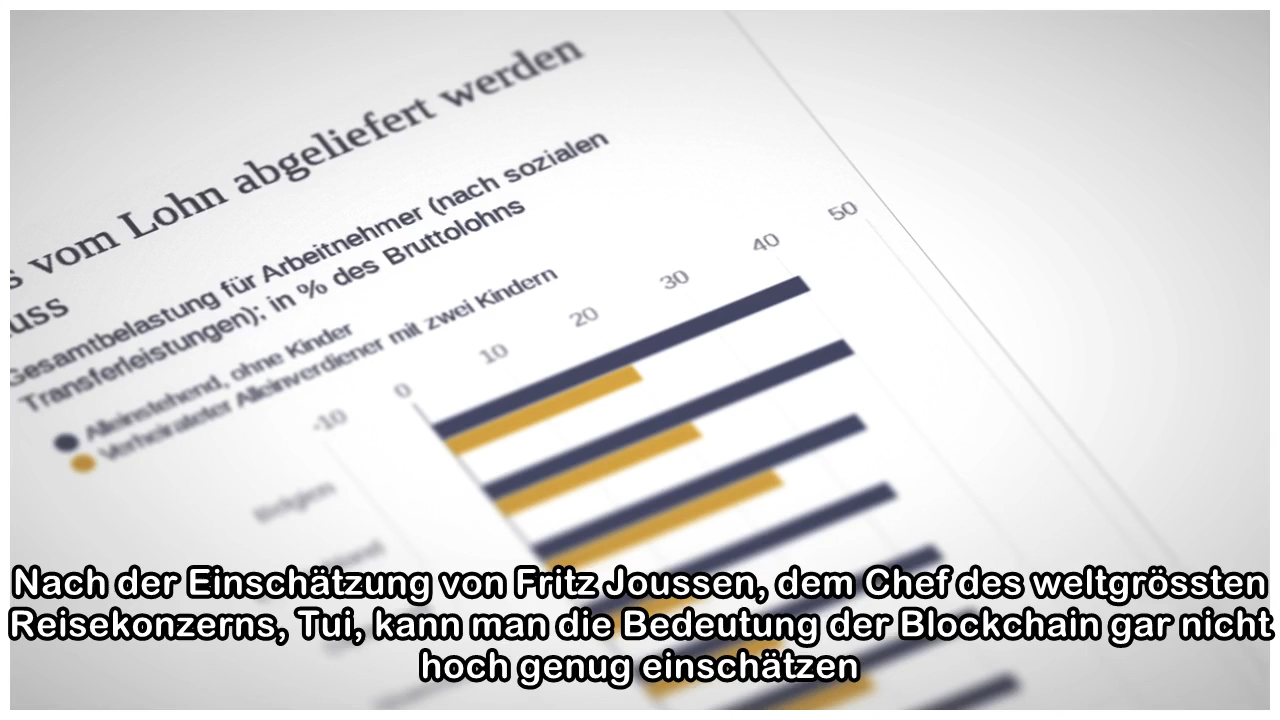 vom Lohn abgeliefert werden
uss
Gesamtbelastung für Arbeitnehmer (nach sozialen
Transferleistungen); in % des Bruttolohns
Alleinstehend, ohne Kinder
Verheirateter Alleinverdiener mit zwei Kindern
-10 0 10 20 30 40 50
Belgien
Nach der Einschätzung von Fritz Joussen, dem Chef des weltgrössten
Reisekonzerns, Tui, kann man die Bedeutung der Blockchain gar nicht
hoch genug einschätzen